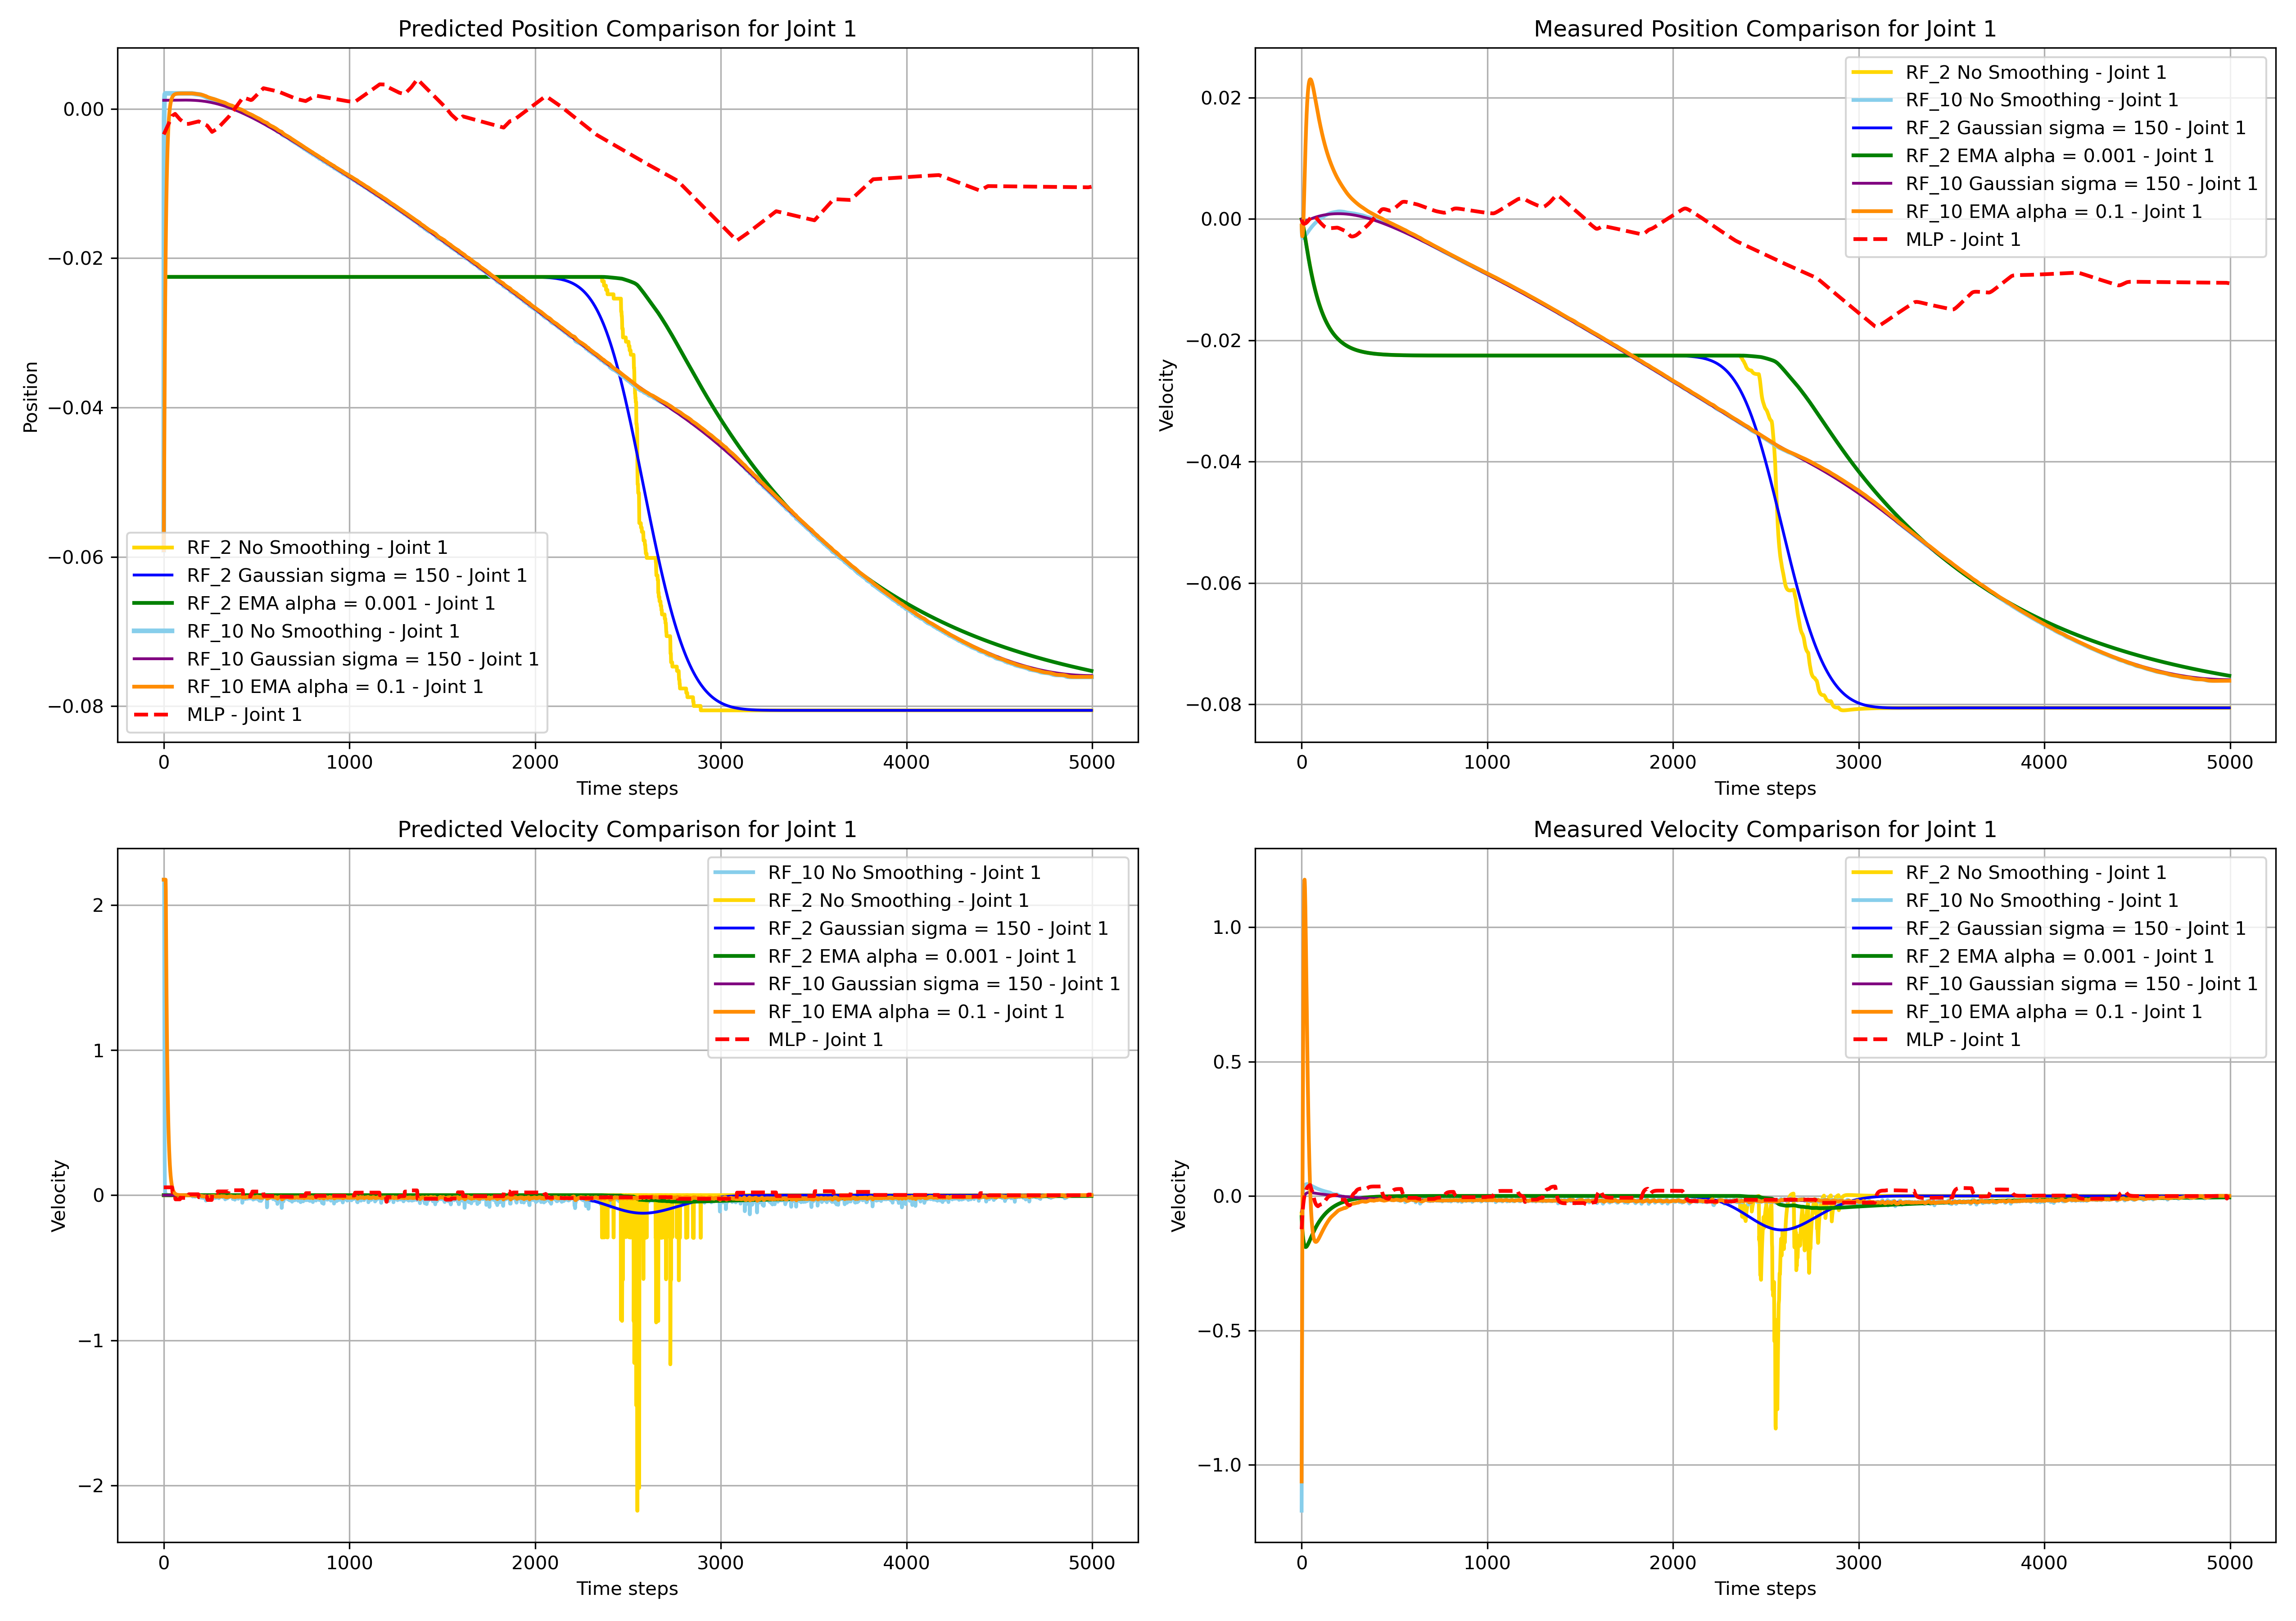 Predicted Position Comparison for Joint 1
Position
0.00
−0.02
−0.04
−0.06
−0.08
RF_2 No Smoothing - Joint 1
RF_2 Gaussian sigma = 150 - Joint 1
RF_2 EMA alpha = 0.001 - Joint 1
RF_10 No Smoothing - Joint 1
RF_10 Gaussian sigma = 150 - Joint 1
RF_10 EMA alpha = 0.1 - Joint 1
MLP - Joint 1
0 1000 2000 3000 4000 5000
Time steps
Measured Position Comparison for Joint 1
Velocity
0.02
0.00
−0.02
−0.04
−0.06
−0.08
RF_2 No Smoothing - Joint 1
RF_10 No Smoothing - Joint 1
RF_2 Gaussian sigma = 150 - Joint 1
RF_2 EMA alpha = 0.001 - Joint 1
RF_10 Gaussian sigma = 150 - Joint 1
RF_10 EMA alpha = 0.1 - Joint 1
MLP - Joint 1
0 1000 2000 3000 4000 5000
Time steps
Predicted Velocity Comparison for Joint 1
Velocity
2
1
0
−1
−2
RF_10 No Smoothing - Joint 1
RF_2 No Smoothing - Joint 1
RF_2 Gaussian sigma = 150 - Joint 1
RF_2 EMA alpha = 0.001 - Joint 1
RF_10 Gaussian sigma = 150 - Joint 1
RF_10 EMA alpha = 0.1 - Joint 1
MLP - Joint 1
0 1000 2000 3000 4000 5000
Time steps
Measured Velocity Comparison for Joint 1
Velocity
1.0
0.5
0.0
−0.5
−1.0
RF_2 No Smoothing - Joint 1
RF_10 No Smoothing - Joint 1
RF_2 Gaussian sigma = 150 - Joint 1
RF_2 EMA alpha = 0.001 - Joint 1
RF_10 Gaussian sigma = 150 - Joint 1
RF_10 EMA alpha = 0.1 - Joint 1
MLP - Joint 1
0 1000 2000 3000 4000 5000
Time steps